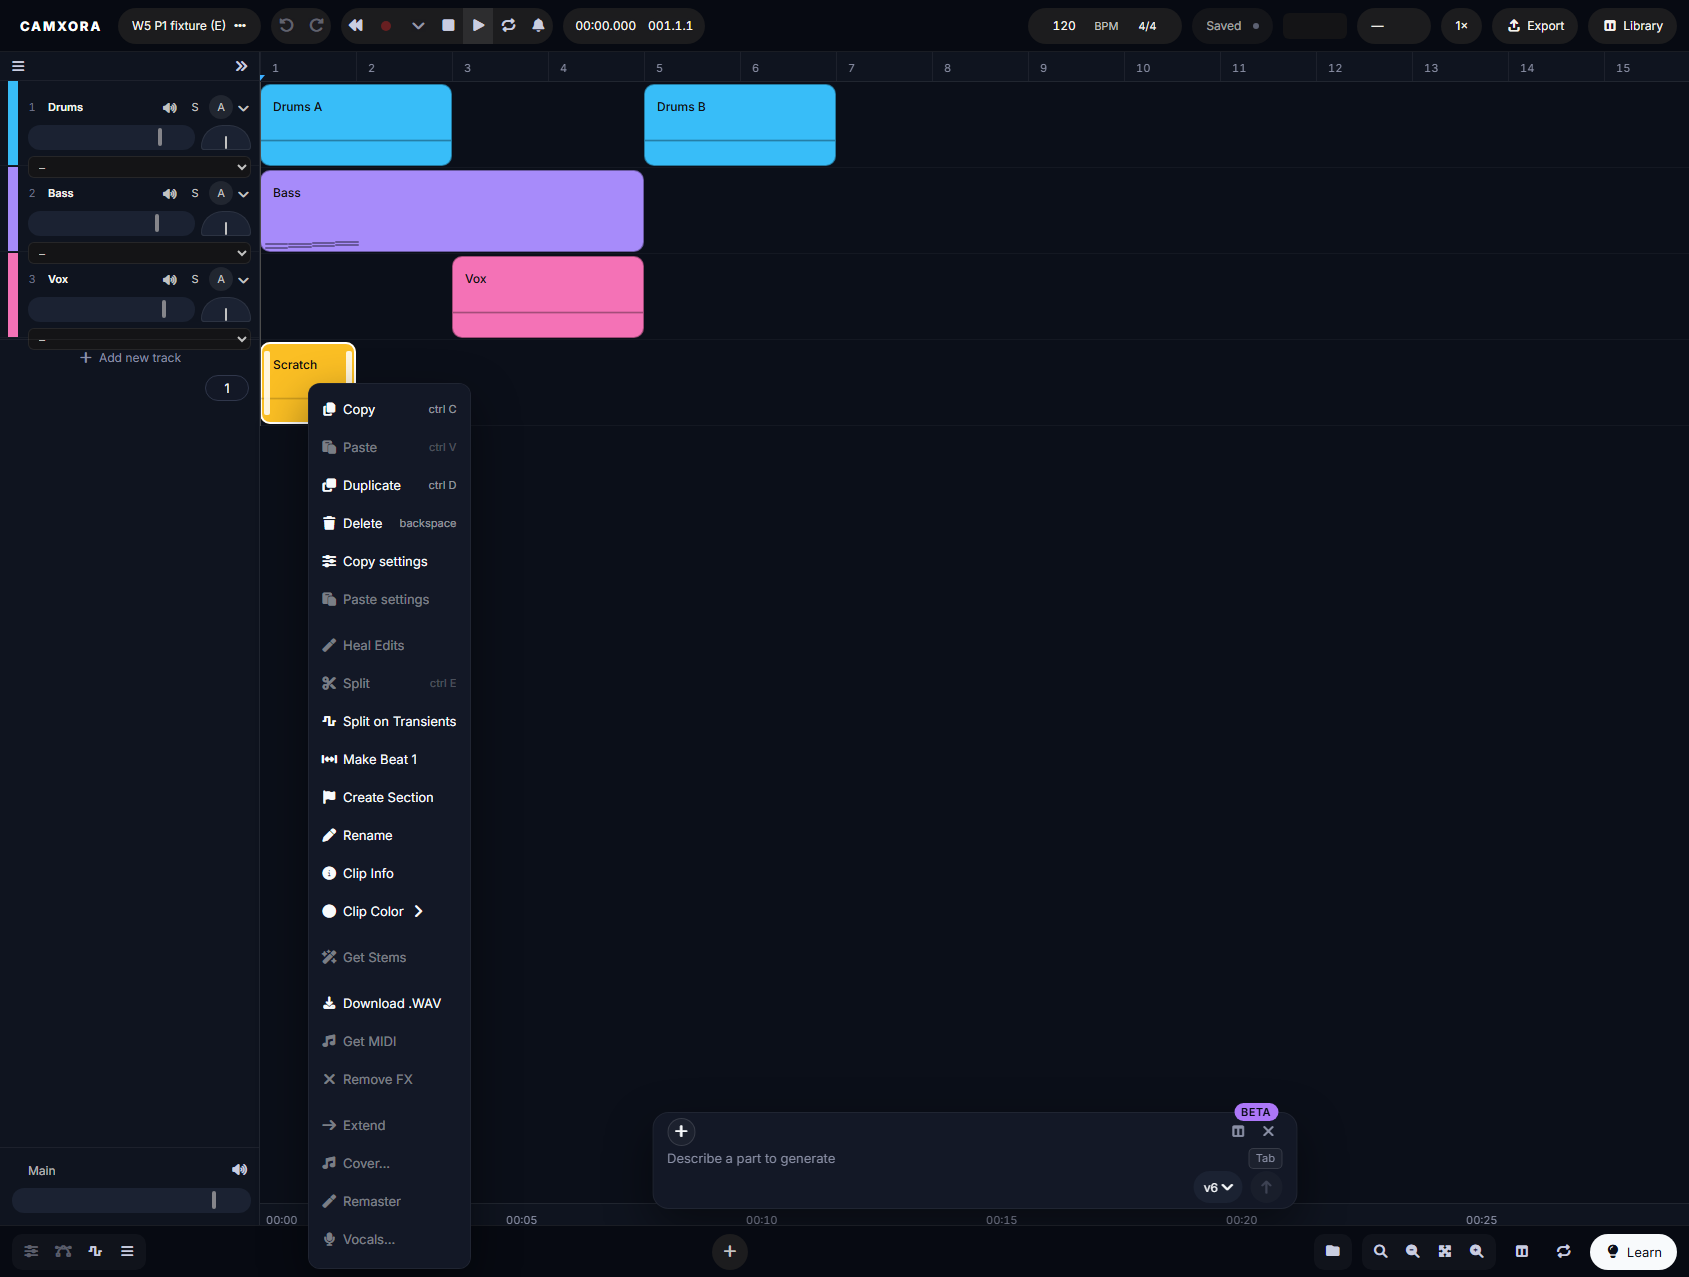 CAMXORA
W5 P1 fixture (E)
00:00.000 001.1.1
120 BPM 4/4
Saved
1×
Export
Library
1 2 3 4 5 6 7 8 9 10 11 12 13 14 15
1 Drums S A
–
Drums A
Drums B
2 Bass S A
–
Bass
3 Vox S A
–
Vox
Add new track
1
Scratch
Copy ctrl C
Paste ctrl V
Duplicate ctrl D
Delete backspace
Copy settings
Paste settings
Heal Edits
Split ctrl E
Split on Transients
Make Beat 1
Create Section
Rename
Clip Info
Clip Color
Get Stems
Download .WAV
Get MIDI
Remove FX
Extend
Cover...
Remaster
Vocals...
BETA
Describe a part to generate
Tab
v6
Main
00:00 00:05 00:10 00:15 00:20 00:25
Learn